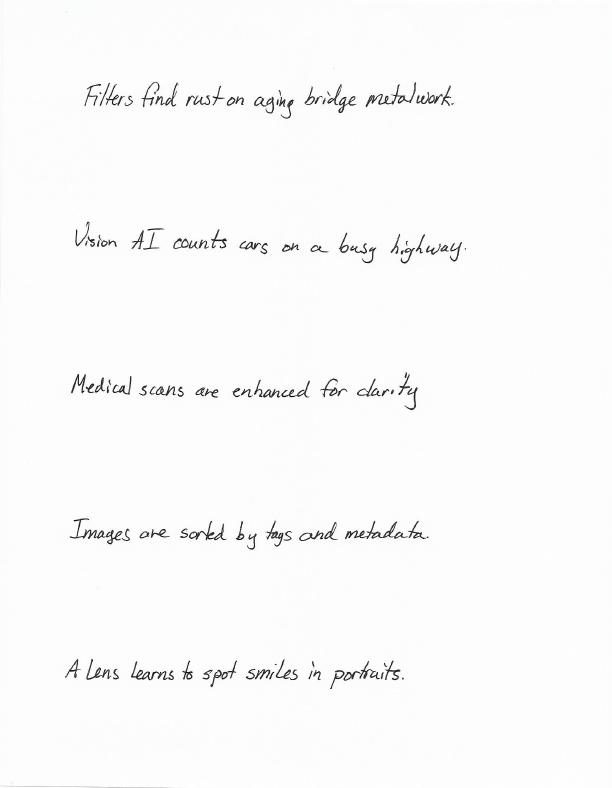 Filters find rust on aging bridge metalwork.
Vision AI counts cars on a busy highway.
Medical scans are enhanced for clarity
Images are sorted by tags and metadata.
A Lens learns to spot smiles in portraits.